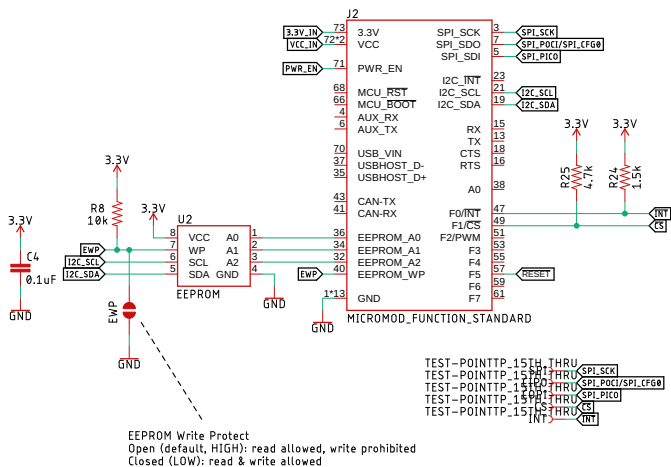 J2
3.3V_IN 73 3.3V SPI_SCK 3 SPI_SCK
VCC_IN 72*2 VCC SPI_SDO 7 SPI_POCI/SPI_CFG0
SPI_SDI 5 SPI_PICO
PWR_EN 71 PWR_EN
I2C_INT 23
68 MCU_RST I2C_SCL 21 I2C_SCL
66 MCU_BOOT I2C_SDA 19 I2C_SDA
4 AUX_RX
6 AUX_TX RX 15
TX 13
70 USB_VIN CTS 18
37 USBHOST_D- RTS 16
35 USBHOST_D+
A0 38
43 CAN-TX
41 CAN-RX F0/INT 47 INT
F1/CS 49 CS
36 EEPROM_A0 F2/PWM 51
34 EEPROM_A1 F3 53
32 EEPROM_A2 F4 55
EWP 40 EEPROM_WP F5 57 RESET
F6 59
1*13 GND F7 61
GND
MICROMOD_FUNCTION_STANDARD
3.3V
R25
4.7k
3.3V
R24
1.5k
3.3V
R8
10k
3.3V
U2
8 VCC A0 1
EWP 7 WP A1 2
I2C_SCL 6 SCL A2 3
I2C_SDA 5 SDA GND 4
EEPROM
GND
3.3V
C4
0.1uF
GND
EWP
GND
EEPROM Write Protect
Open (default, HIGH): read allowed, write prohibited
Closed (LOW): read & write allowed
TEST-POINTTP_15TH_THRU
SPI SPI_SCK
TEST-POINTTP_15TH_THRU
SPI_POCI/SPI_CFG0
TEST-POINTTP_15TH_THRU
SPI_PICO
TEST-POINTTP_15TH_THRU
CS CS
TEST-POINTTP_15TH_THRU
INT INT